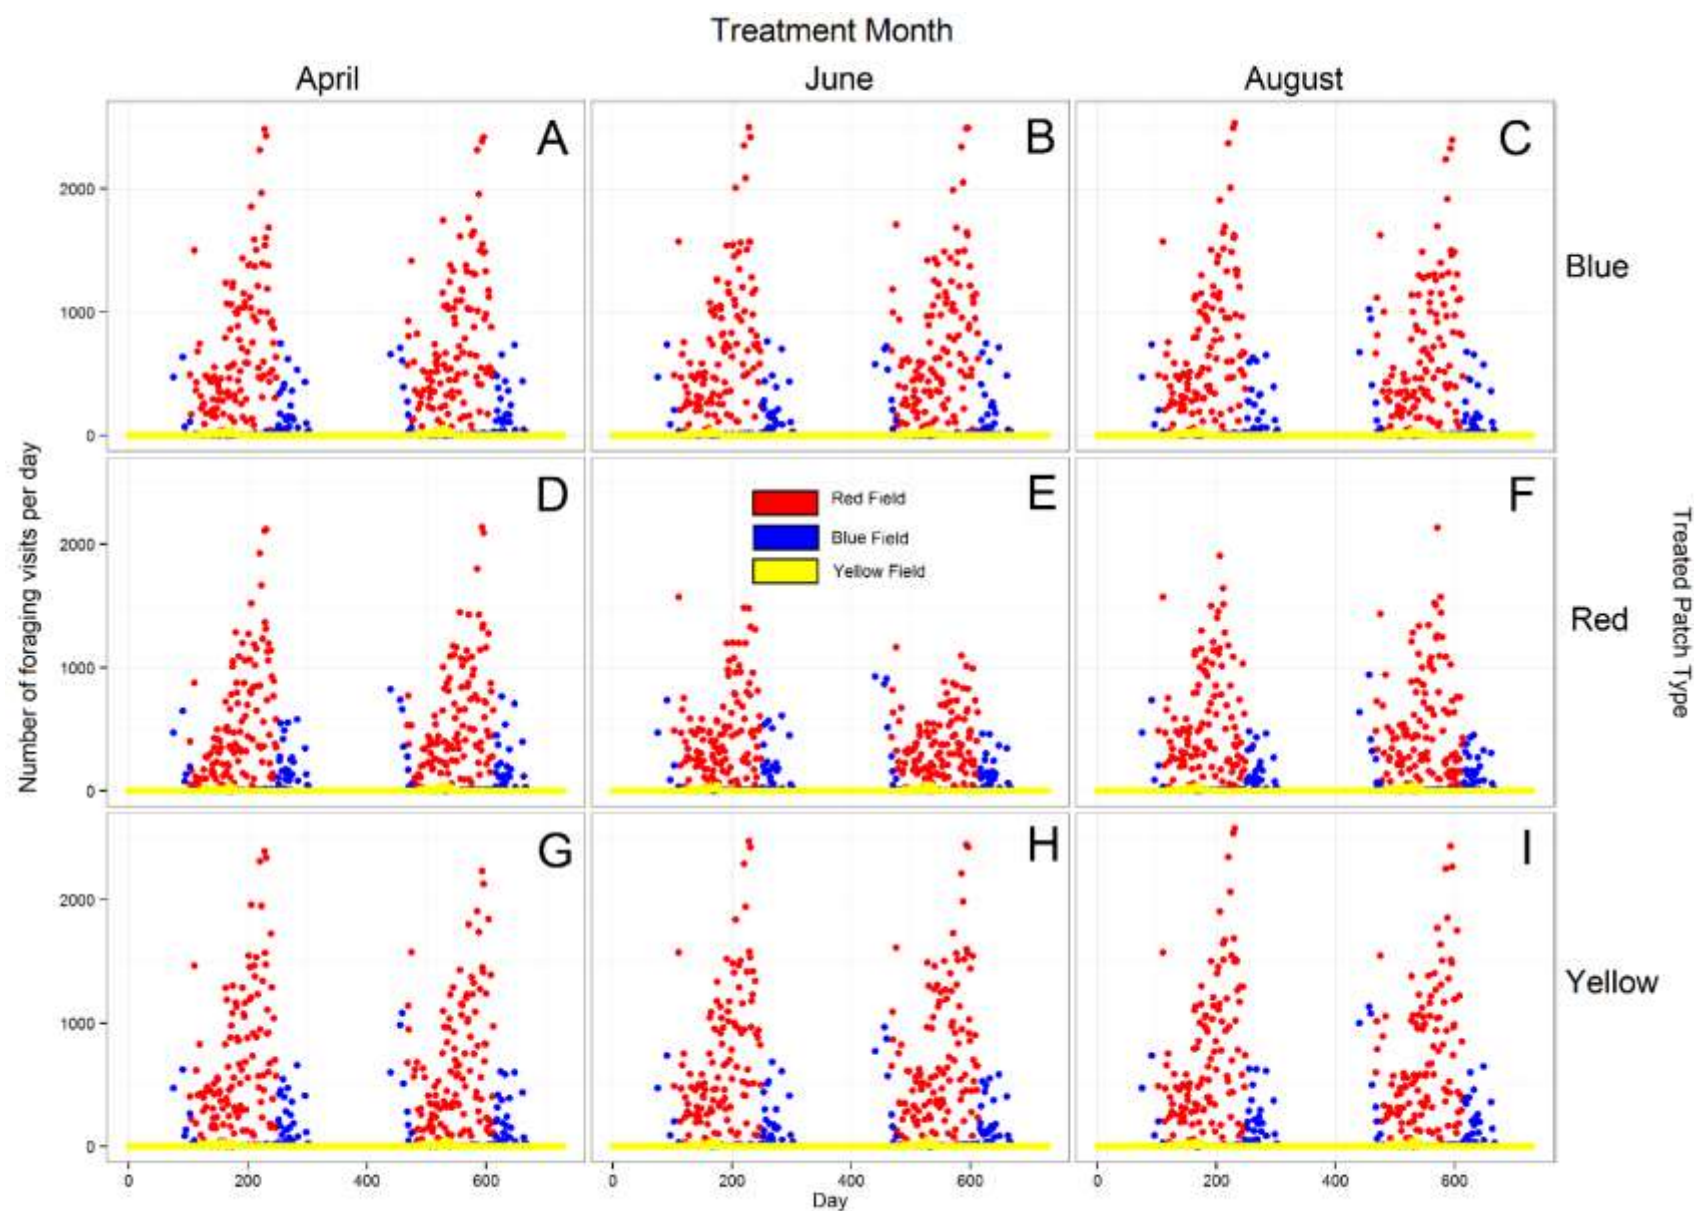 Treatment Month
April June August
A B C
Blue
2000
1000
0
D E F
Red Field
Blue Field
Yellow Field
Red
2000
1000
0
G H I
Yellow
2000
1000
0
0 200 400 600 0 200 400 600 0 200 400 600
Day
Number of foraging visits per day
Treated Patch Type